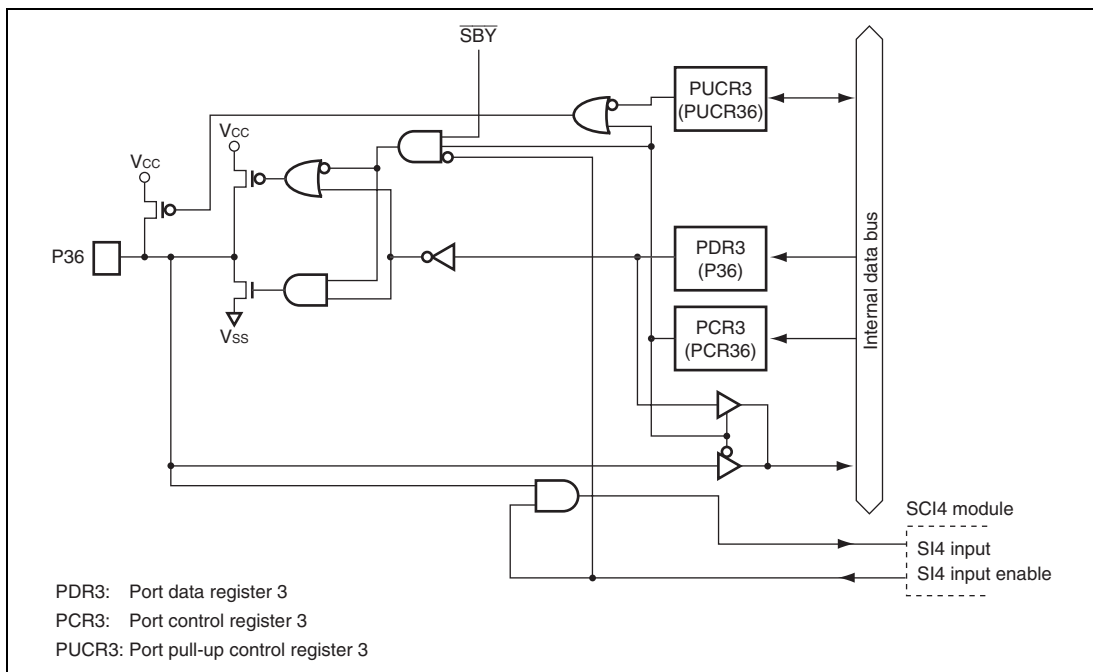 SBY
PUCR3
(PUCR36)
VCC
VCC
P36
PDR3
(P36)
PCR3
(PCR36)
VSS
Internal data bus
SCI4 module
SI4 input
SI4 input enable
PDR3: Port data register 3
PCR3: Port control register 3
PUCR3: Port pull-up control register 3